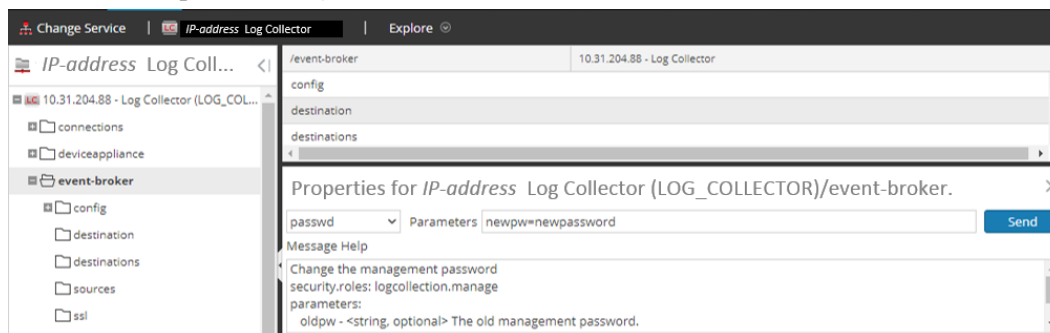 Change Service | LC IP-address Log Collector | Explore
IP-address Log Coll...
LC 10.31.204.88 - Log Collector (LOG_COL...
connections
deviceappliance
event-broker
config
destination
destinations
sources
ssl
/event-broker 10.31.204.88 - Log Collector
config
destination
destinations
Properties for IP-address Log Collector (LOG_COLLECTOR)/event-broker.
passwd Parameters newpw=newpassword Send
Message Help
Change the management password
security.roles: logcollection.manage
parameters:
oldpw - <string, optional> The old management password.